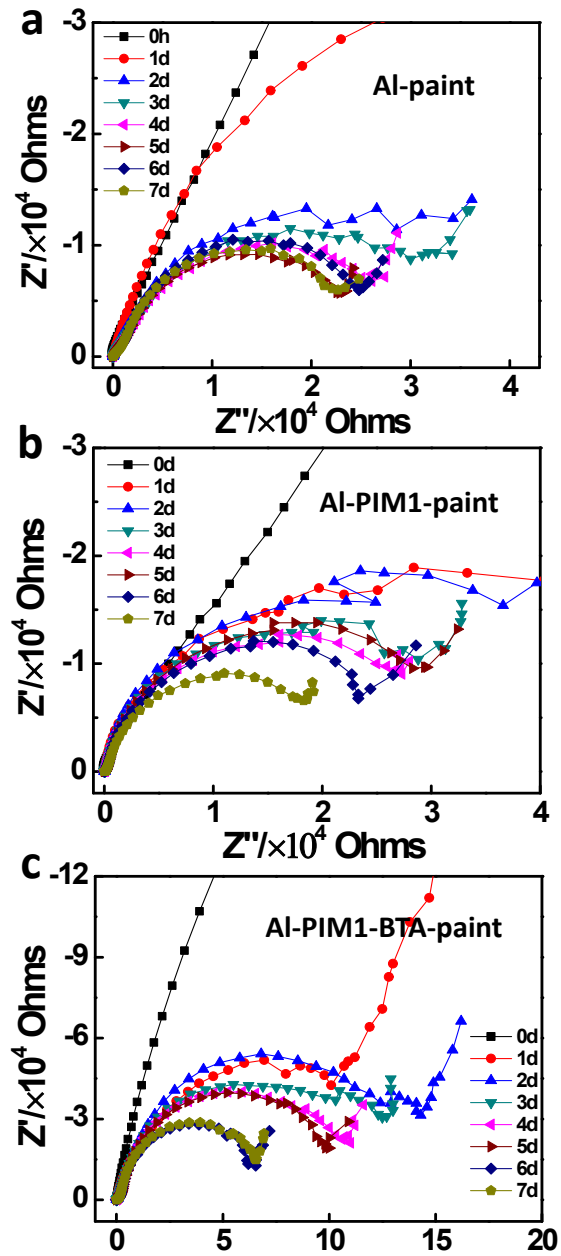 a
-3
0h
1d
2d
3d
4d
5d
6d
7d
Al-paint
-2
-1
0
Z'/×10⁴ Ohms
0 1 2 3 4
Z''/×10⁴ Ohms
b
-3
0d
1d
2d
3d
4d
5d
6d
7d
Al-PIM1-paint
-2
-1
0
Z'/×10⁴ Ohms
0 1 2 3 4
Z''/×10⁴ Ohms
c
-12
Al-PIM1-BTA-paint
-9
-6
-3
0
Z'/×10⁴ Ohms
0d
1d
2d
3d
4d
5d
6d
7d
0 5 10 15 20